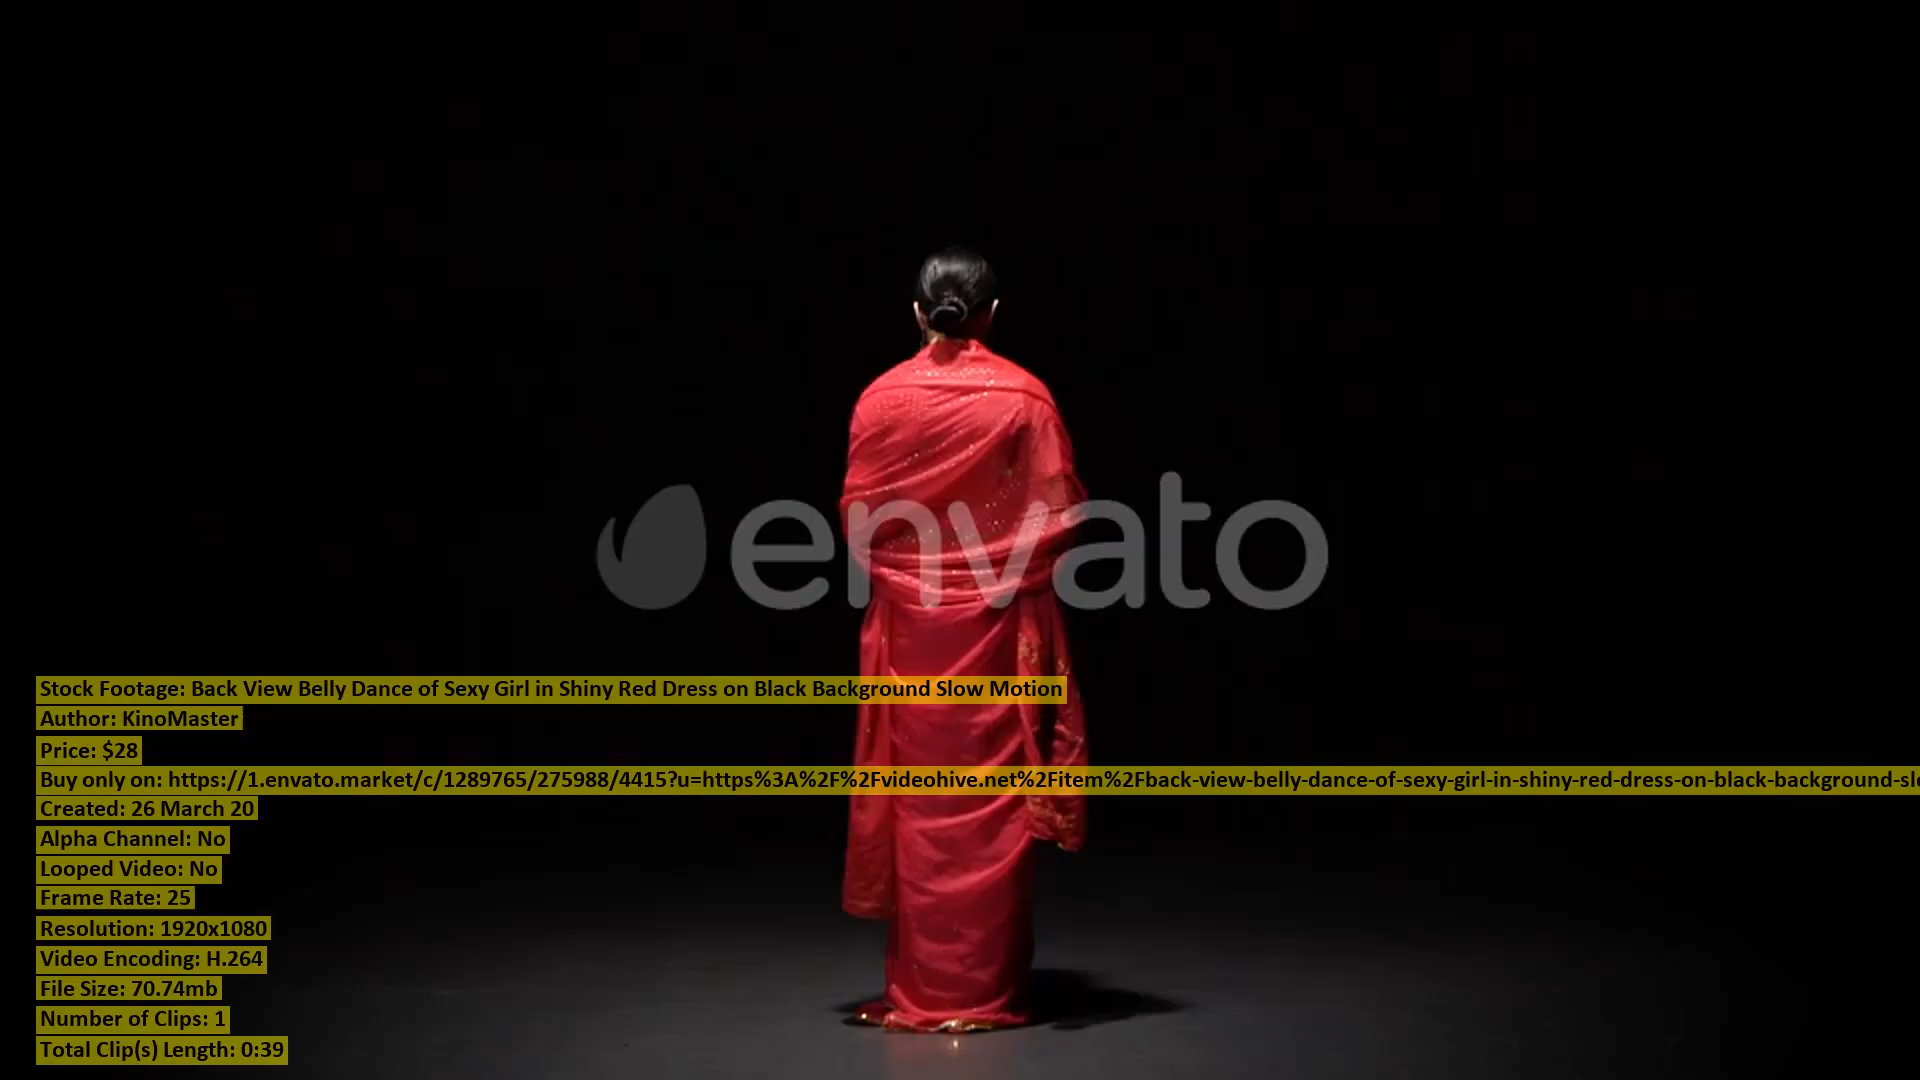 envato
Stock Footage: Back View Belly Dance of Sexy Girl in Shiny Red Dress on Black Background Slow Motion
Author: KinoMaster
Price: $28
Buy only on: https://1.envato.market/c/1289765/275988/4415?u=https%3A%2F%2Fvideohive.net%2Fitem%2Fback-view-belly-dance-of-sexy-girl-in-shiny-red-dress-on-black-background-slo
Created: 26 March 20
Alpha Channel: No
Looped Video: No
Frame Rate: 25
Resolution: 1920x1080
Video Encoding: H.264
File Size: 70.74mb
Number of Clips: 1
Total Clip(s) Length: 0:39